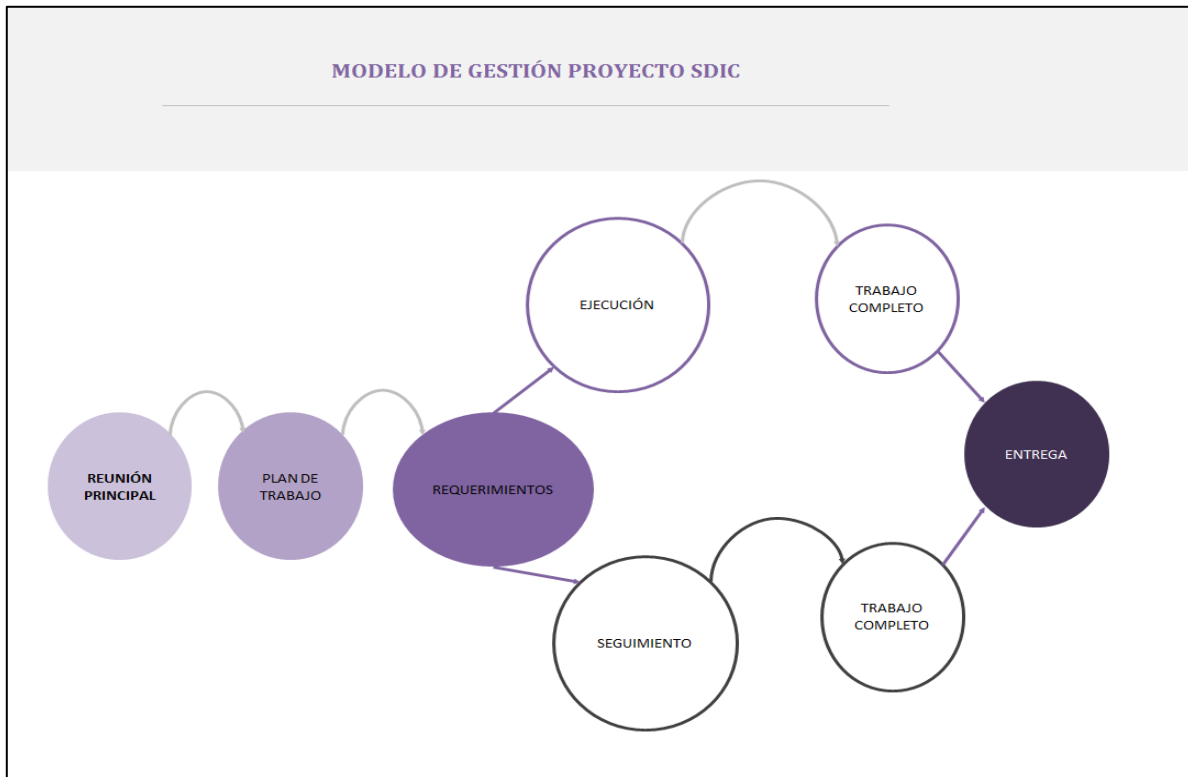 MODELO DE GESTIÓN PROYECTO SDIC
REUNIÓN
PRINCIPAL
PLAN DE
TRABAJO
REQUERIMIENTOS
EJECUCIÓN
TRABAJO
COMPLETO
SEGUIMIENTO
TRABAJO
COMPLETO
ENTREGA